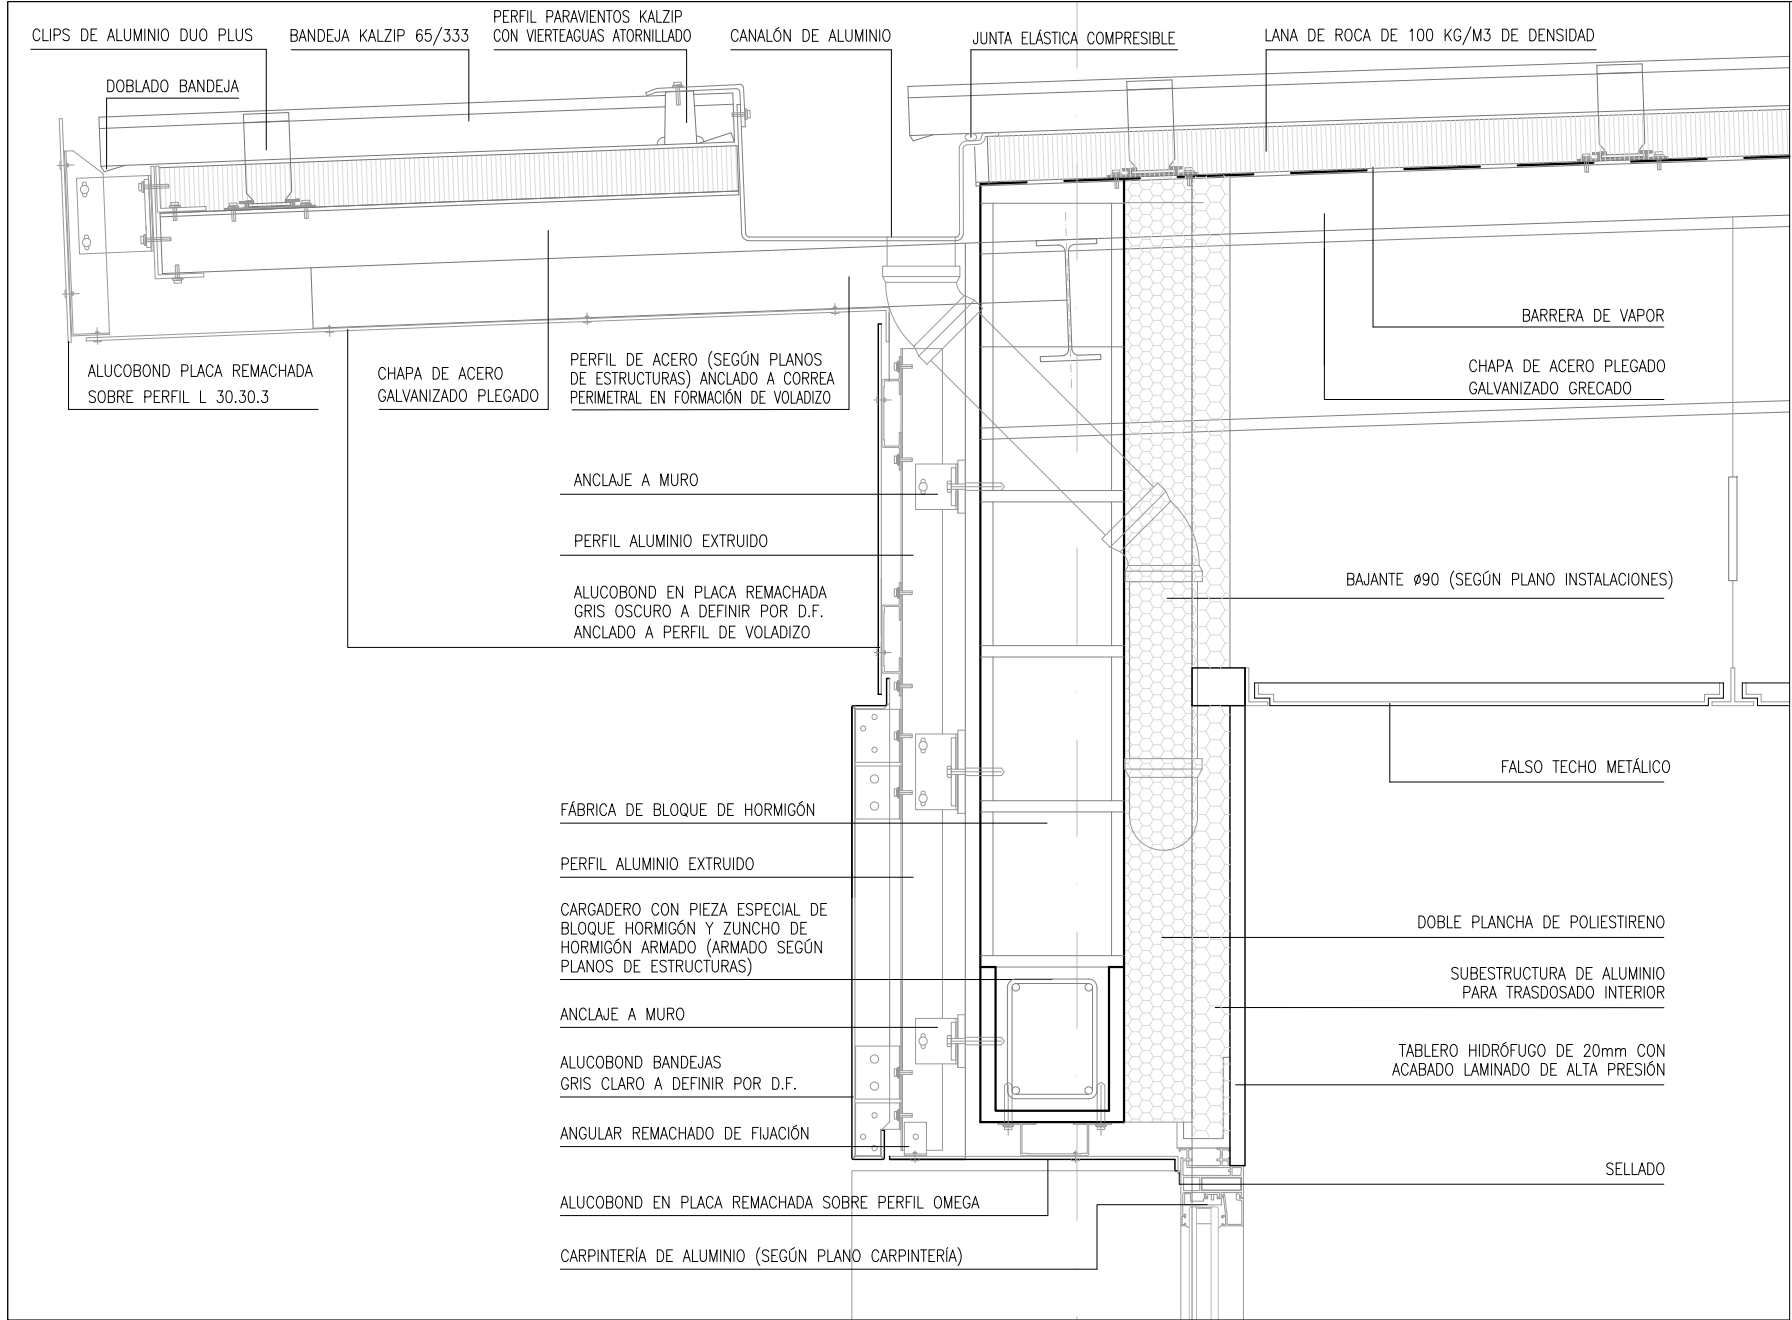 CLIPS DE ALUMINIO DUO PLUS
DOBLADO BANDEJA
BANDEJA KALZIP 65/333
PERFIL PARAVIENTOS KALZIP
CON VIERTEAGUAS ATORNILLADO
CANALÓN DE ALUMINIO
JUNTA ELÁSTICA COMPRESIBLE
LANA DE ROCA DE 100 KG/M3 DE DENSIDAD
ALUCOBOND PLACA REMACHADA
SOBRE PERFIL L 30.30.3
CHAPA DE ACERO
GALVANIZADO PLEGADO
PERFIL DE ACERO (SEGÚN PLANOS
DE ESTRUCTURAS) ANCLADO A CORREA
PERIMETRAL EN FORMACIÓN DE VOLADIZO
BARRERA DE VAPOR
CHAPA DE ACERO PLEGADO
GALVANIZADO GRECADO
ANCLAJE A MURO
PERFIL ALUMINIO EXTRUIDO
ALUCOBOND EN PLACA REMACHADA
GRIS OSCURO A DEFINIR POR D.F.
ANCLADO A PERFIL DE VOLADIZO
BAJANTE ø90 (SEGÚN PLANO INSTALACIONES)
FALSO TECHO METÁLICO
FÁBRICA DE BLOQUE DE HORMIGÓN
PERFIL ALUMINIO EXTRUIDO
CARGADERO CON PIEZA ESPECIAL DE
BLOQUE HORMIGÓN Y ZUNCHO DE
HORMIGÓN ARMADO (ARMADO SEGÚN
PLANOS DE ESTRUCTURAS)
ANCLAJE A MURO
ALUCOBOND BANDEJAS
GRIS CLARO A DEFINIR POR D.F.
ANGULAR REMACHADO DE FIJACIÓN
ALUCOBOND EN PLACA REMACHADA SOBRE PERFIL OMEGA
CARPINTERÍA DE ALUMINIO (SEGÚN PLANO CARPINTERÍA)
DOBLE PLANCHA DE POLIESTIRENO
SUBESTRUCTURA DE ALUMINIO
PARA TRASDOSADO INTERIOR
TABLERO HIDRÓFUGO DE 20mm CON
ACABADO LAMINADO DE ALTA PRESIÓN
SELLADO